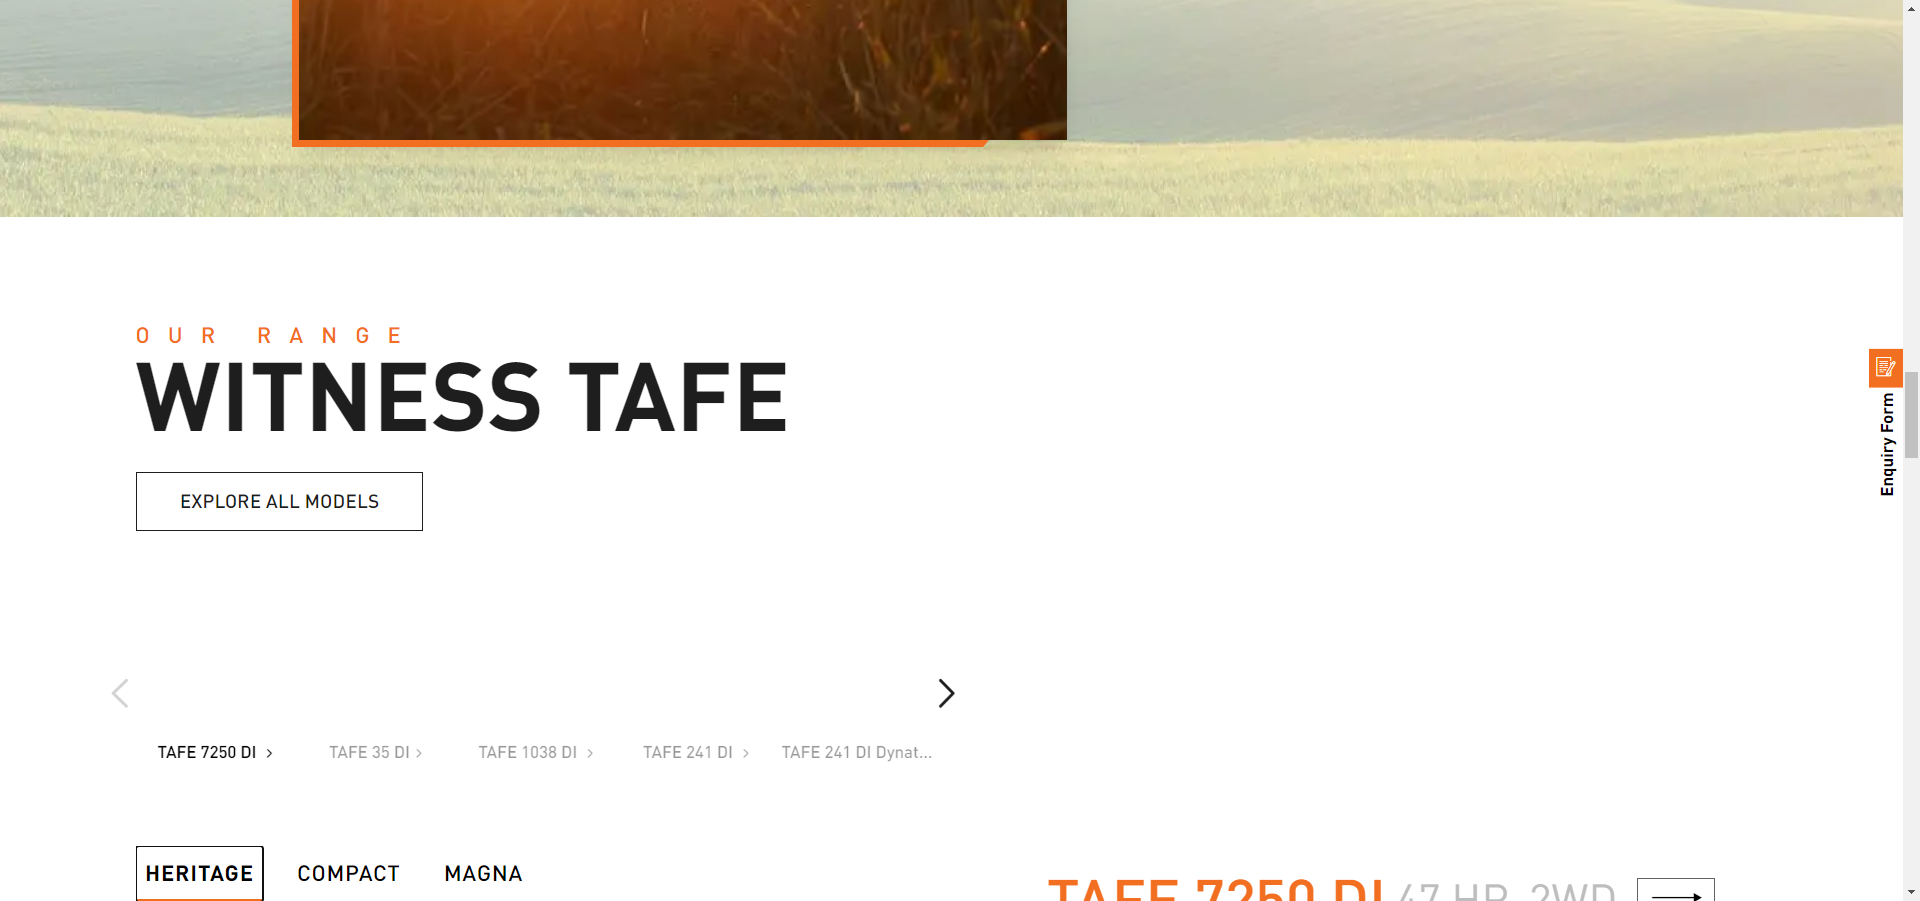 OUR RANGE
WITNESS TAFE
EXPLORE ALL MODELS
Enquiry Form
TAFE 7250 DI
TAFE 35 DI
TAFE 1038 DI
TAFE 241 DI
TAFE 241 DI Dynat...
HERITAGE COMPACT MAGNA
TAFE 7250 DI 47 HP, 2WD